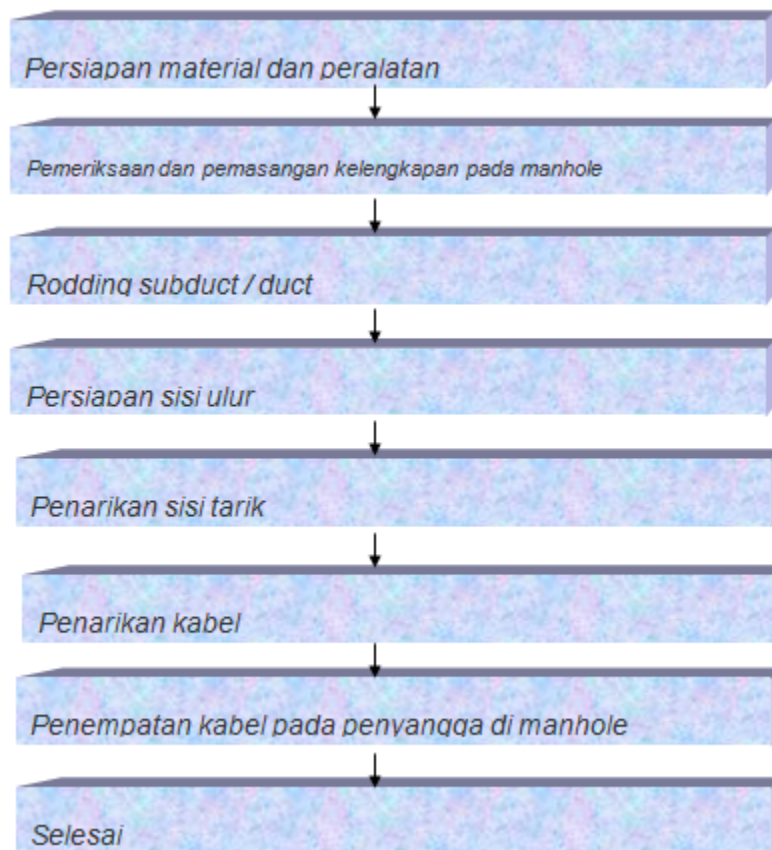 Persiapan material dan peralatan
Pemeriksaan dan pemasangan kelengkapan pada manhole
Rodding subduct / duct
Persiapan sisi ulur
Penarikan sisi tarik
Penarikan kabel
Penempatan kabel pada penyangga di manhole
Selesai